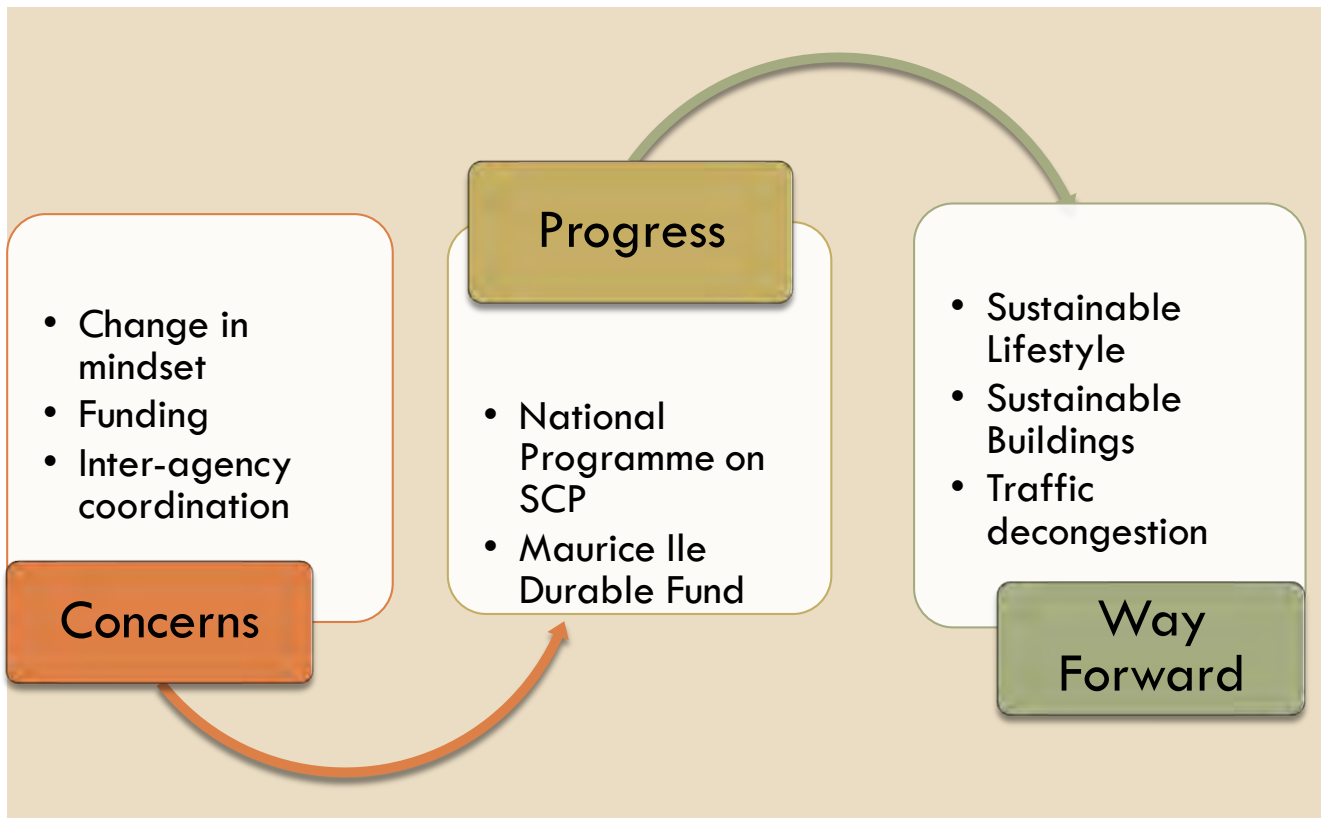 • Change in
mindset
• Funding
• Inter-agency
coordination
Concerns
Progress
• National
Programme on
SCP
• Maurice Ile
Durable Fund
• Sustainable
Lifestyle
• Sustainable
Buildings
• Traffic
decongestion
Way
Forward